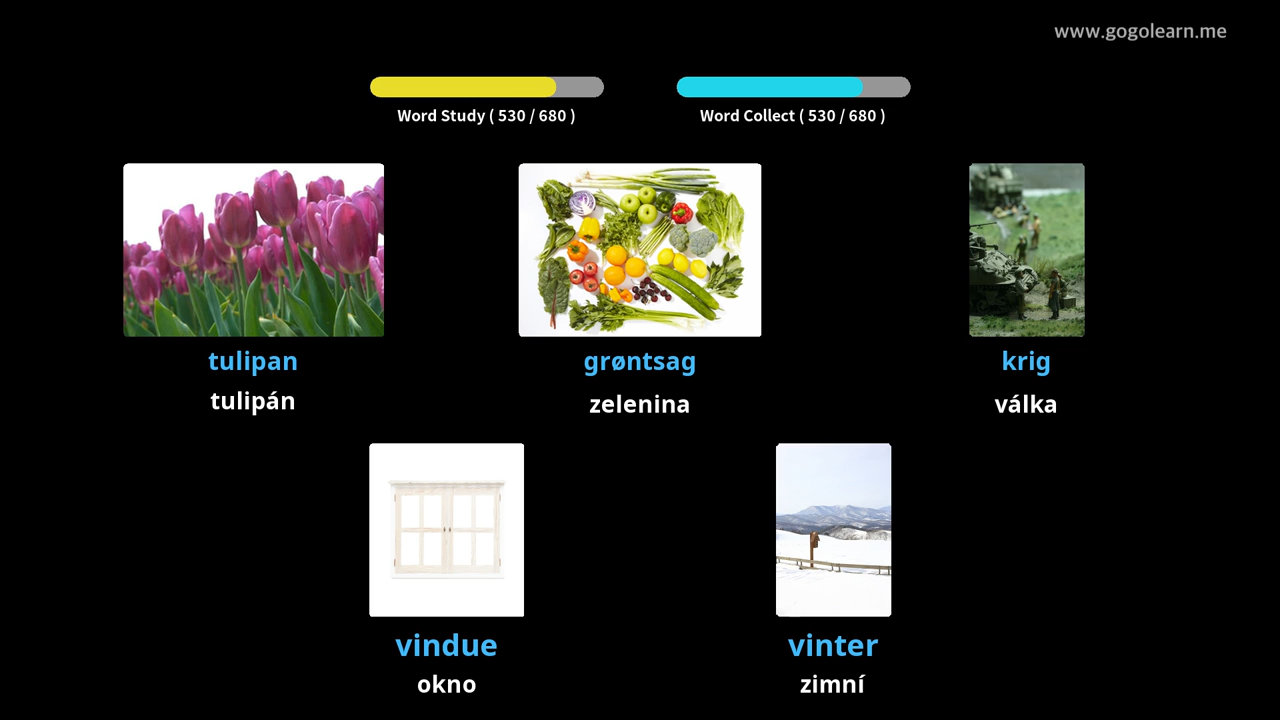 www.gogolearn.me
Word Study ( 530 / 680 )
Word Collect ( 530 / 680 )
tulipan
tulipán
grøntsag
zelenina
krig
válka
vindue
okno
vinter
zimní